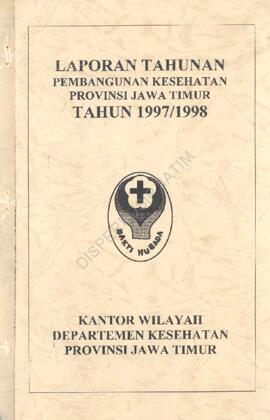 LAPORAN TAHUNAN
PEMBANGUNAN KESEHATAN
PROVINSI JAWA TIMUR
TAHUN 1997/1998
BAKTI HUSADA
KANTOR WILAYAH
DEPARTEMEN KESEHATAN
PROVINSI JAWA TIMUR